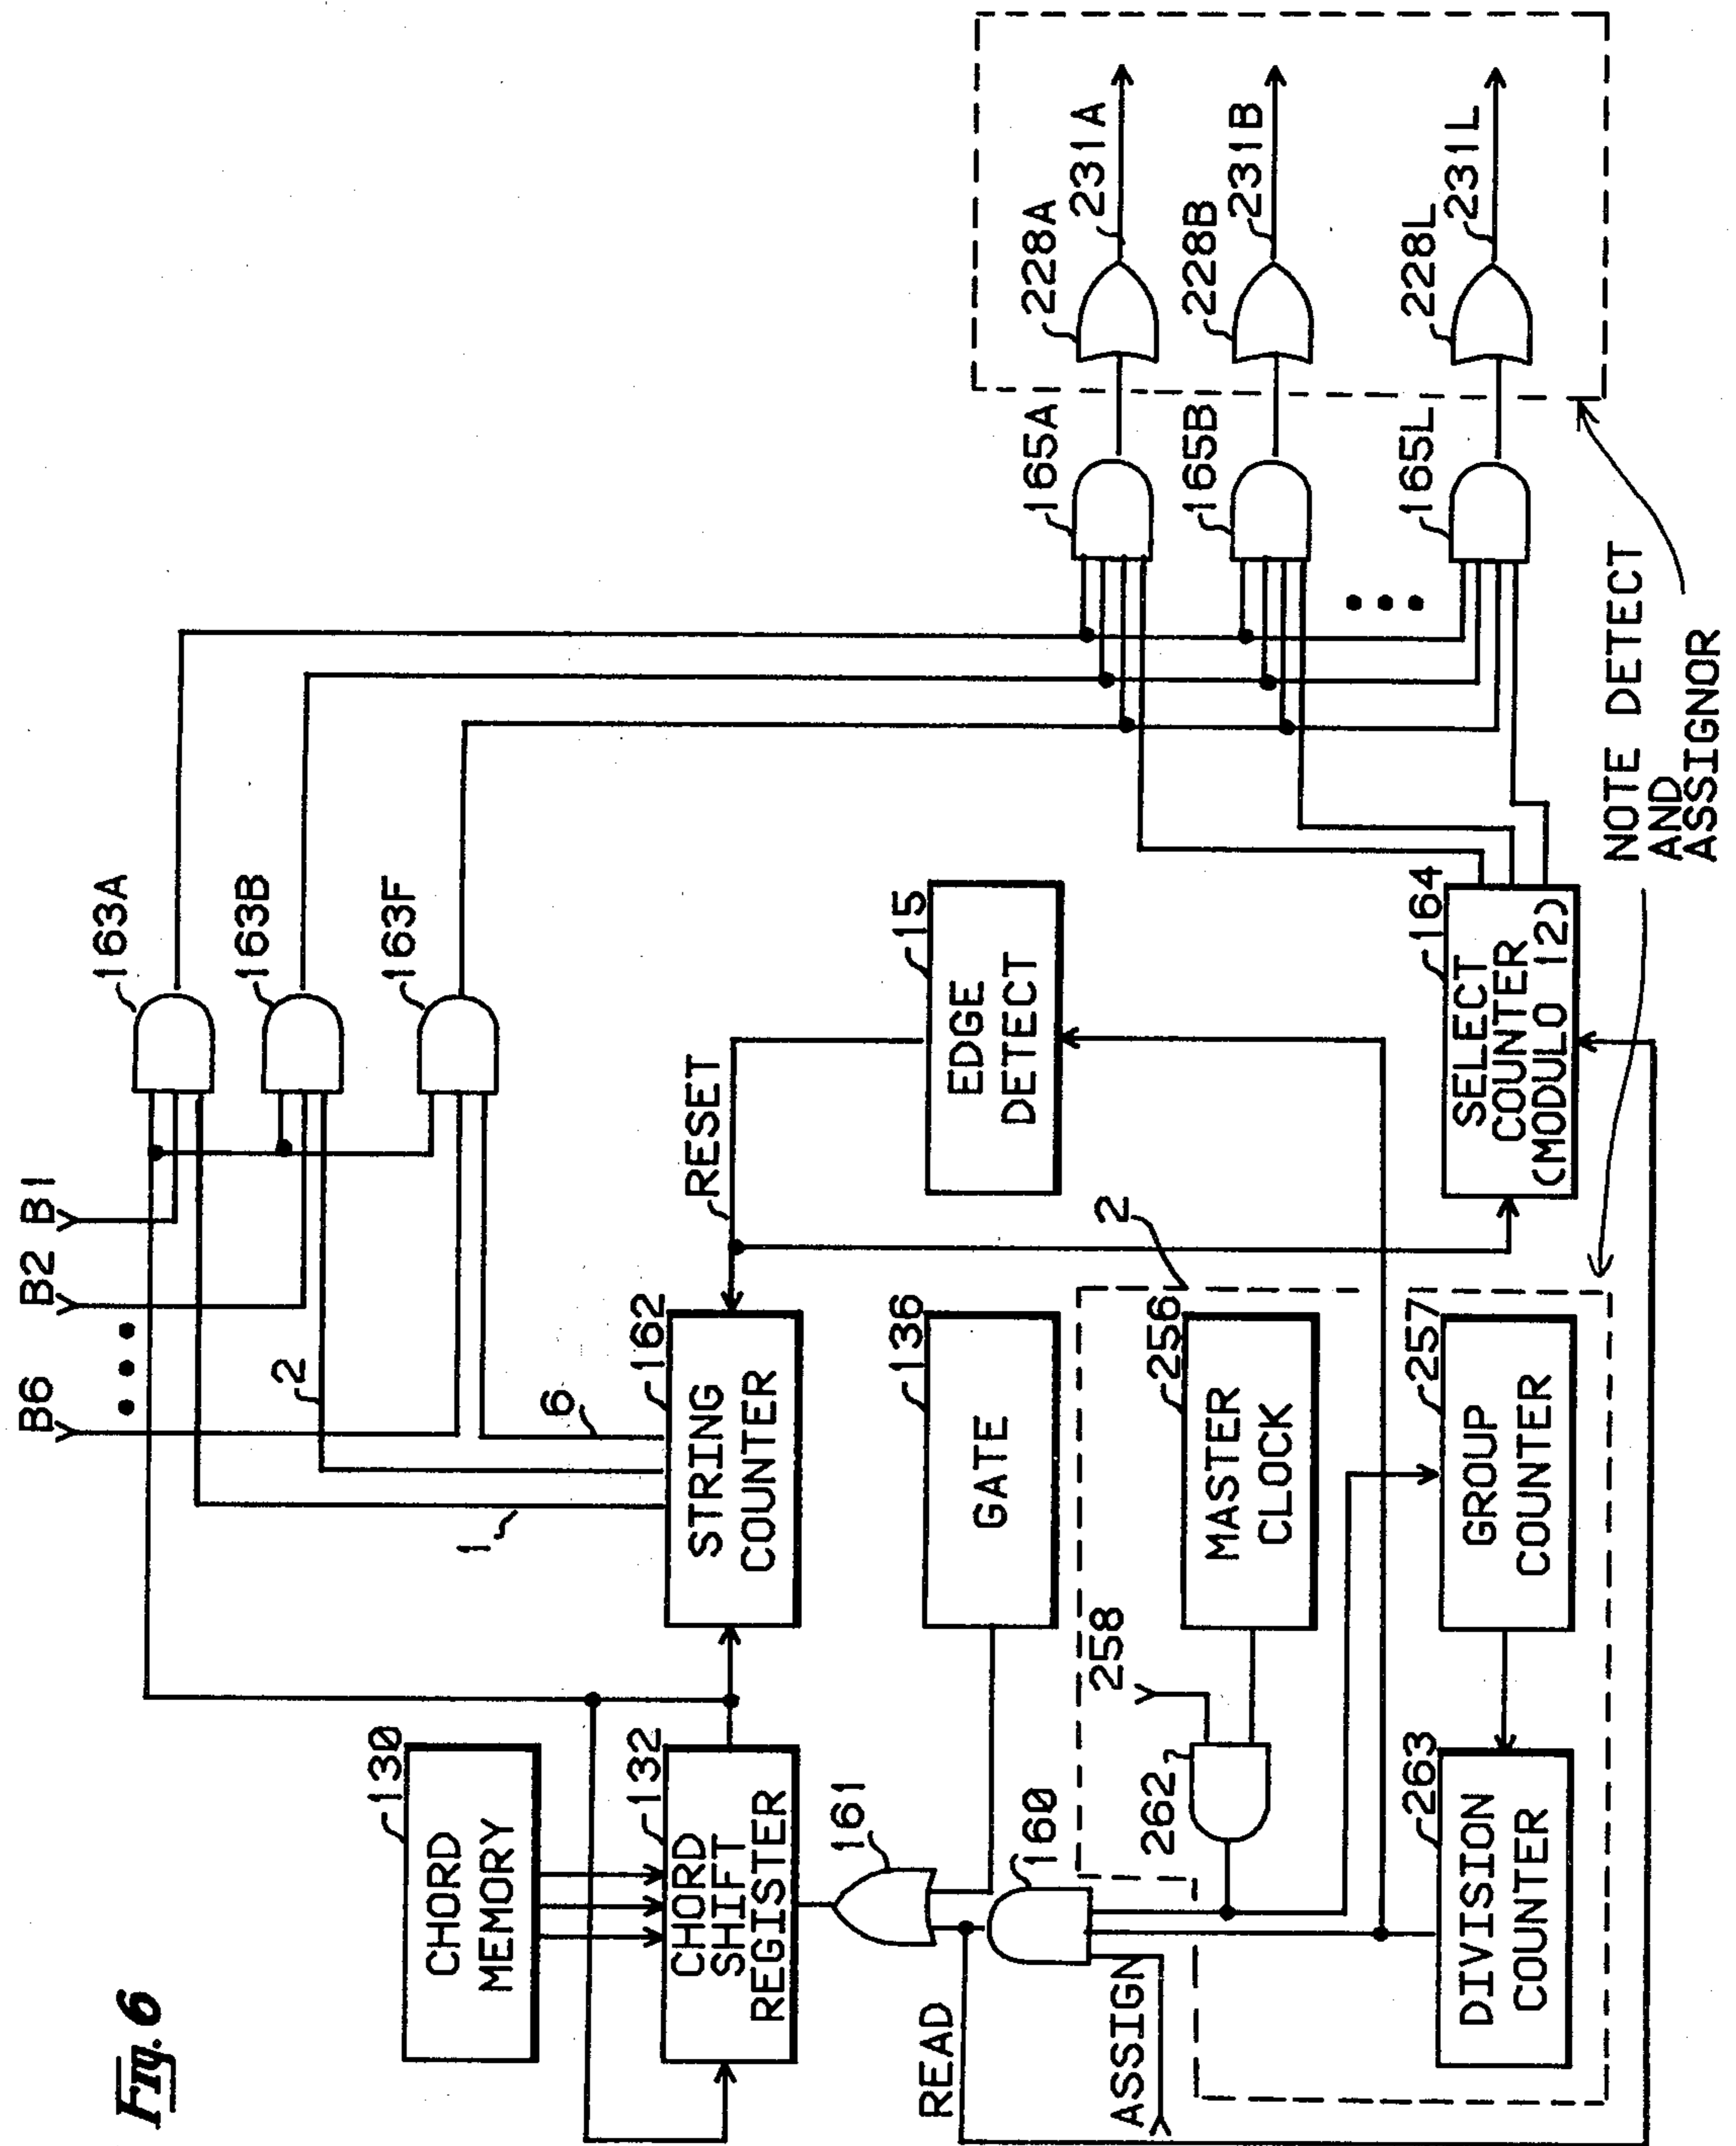 Fig. 6
B6
B2
B1
163A
163B
163F
2
6
1
CHORD
MEMORY
130
CHORD
SHIFT
REGISTER
132
STRING
COUNTER
162
RESET
161
GATE
136
EDGE
DETECT
15
READ
160
ASSIGN
258
262
MASTER
CLOCK
256
2
DIVISION
COUNTER
263
GROUP
COUNTER
257
SELECT
COUNTER
(MODULO 12)
164
165A
165B
165L
228A
228B
228L
231A
231B
231L
NOTE DETECT
AND
ASSIGNOR